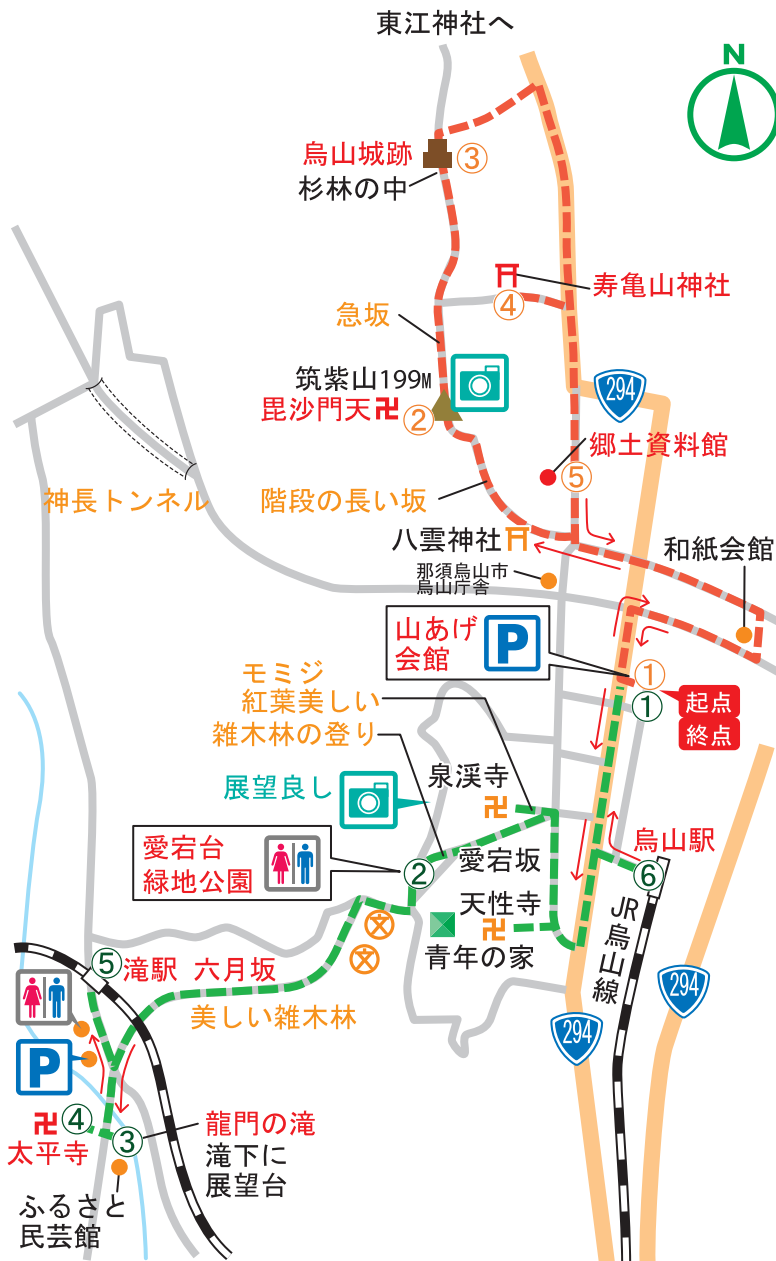 東江神社へ
N
烏山城跡
③
杉林の中
寿亀山神社
④
急坂
筑紫山199M
294
毘沙門天卍
②
郷土資料館
⑤
神長トンネル
階段の長い坂
八雲神社
和紙会館
那須烏山市
烏山庁舎
山あげ
会館
P
①
起点
①
終点
モミジ
紅葉美しい
雑木林の登り
泉渓寺
展望良し
卍
愛宕台
緑地公園
②
愛宕坂
烏山駅
⑥
天性寺
卍
文
文
青年の家
JR烏山線
⑤
滝駅 六月坂
294
美しい雑木林
294
P
卍
④
太平寺
③
龍門の滝
滝下に
展望台
ふるさと
民芸館